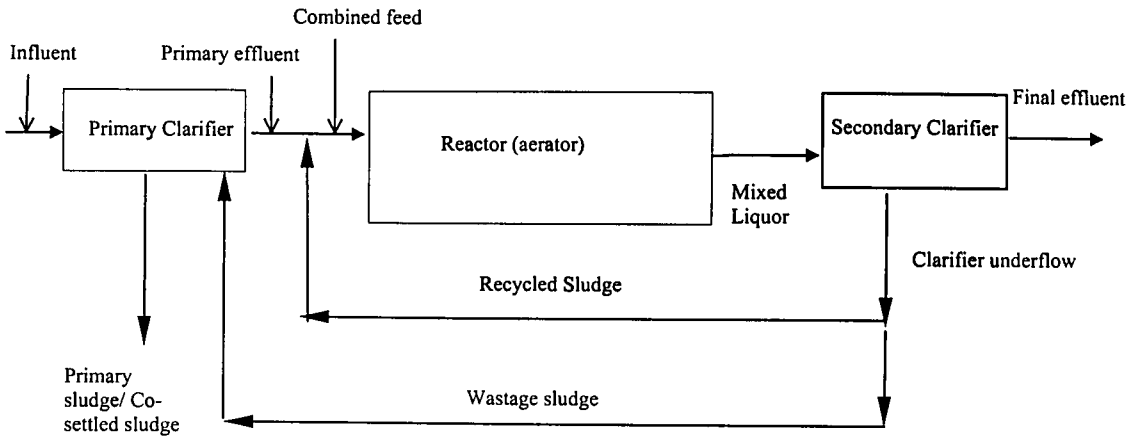 Combined feed
Influent
Primary effluent
Primary Clarifier
Reactor (aerator)
Secondary Clarifier
Final effluent
Mixed
Liquor
Clarifier underflow
Recycled Sludge
Primary
sludge/ Co-
settled sludge
Wastage sludge